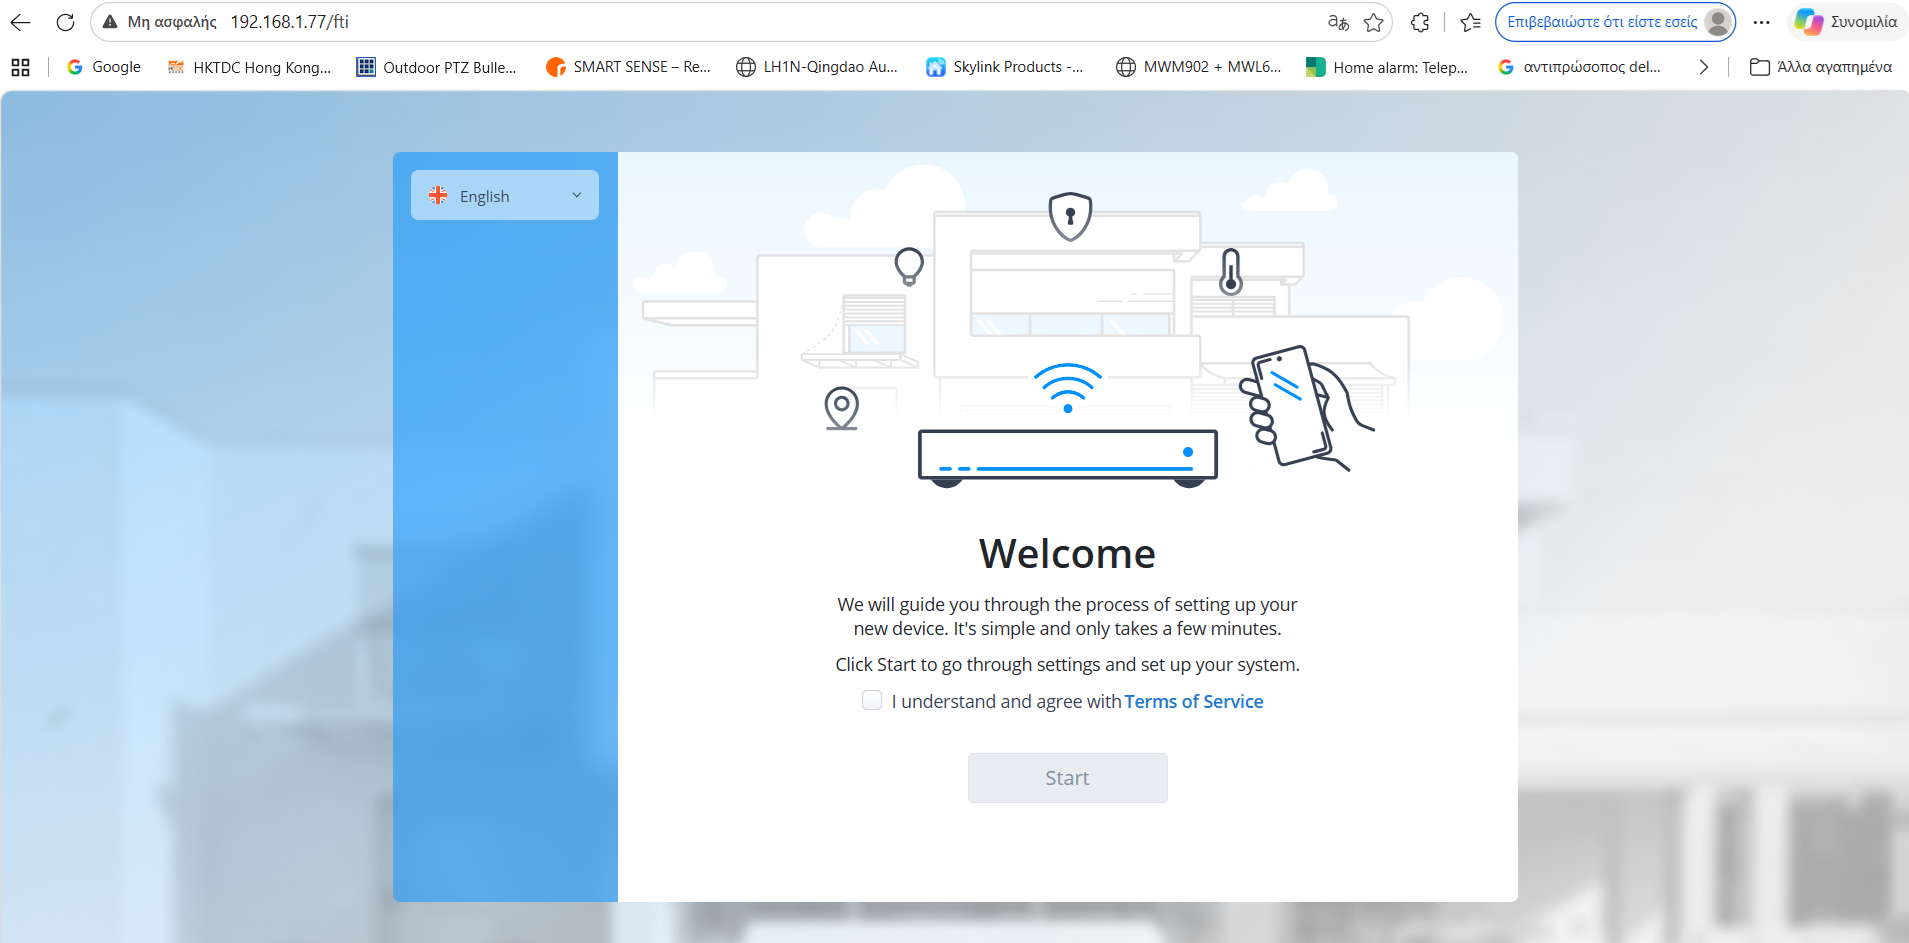 Μη ασφαλής 192.168.1.77/fti
Επιβεβαιώστε ότι είστε εσείς
Συνομιλία
Google
HKTDC Hong Kong...
Outdoor PTZ Bulle...
SMART SENSE – Re...
LH1N-Qingdao Au...
Skylink Products -...
MWM902 + MWL6...
Home alarm: Telep...
αντιπρόσωπος del...
Άλλα αγαπημένα
English
Welcome
We will guide you through the process of setting up your
new device. It's simple and only takes a few minutes.
Click Start to go through settings and set up your system.
I understand and agree with Terms of Service
Start